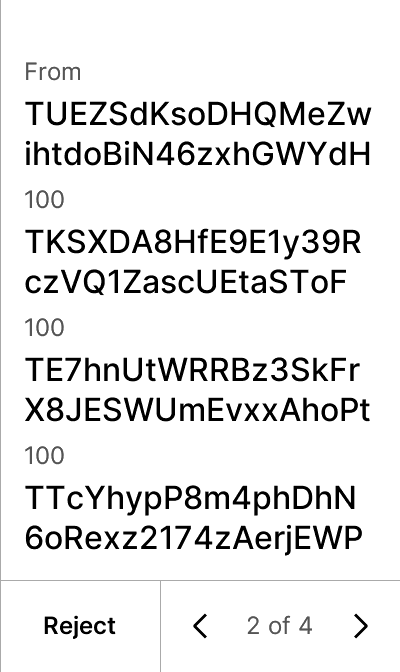 From
TUEZSdKsoDHQMeZw
ihtdoBiN46zxhGWYdH
100
TKSXDA8HfE9E1y39R
czVQ1ZascUEtaSToF
100
TE7hnUtWRRBz3SkFr
X8JESWUmEvxxAhoPt
100
TTcYhypP8m4phDhN
6oRexz2174zAerjEWP
Reject
2 of 4